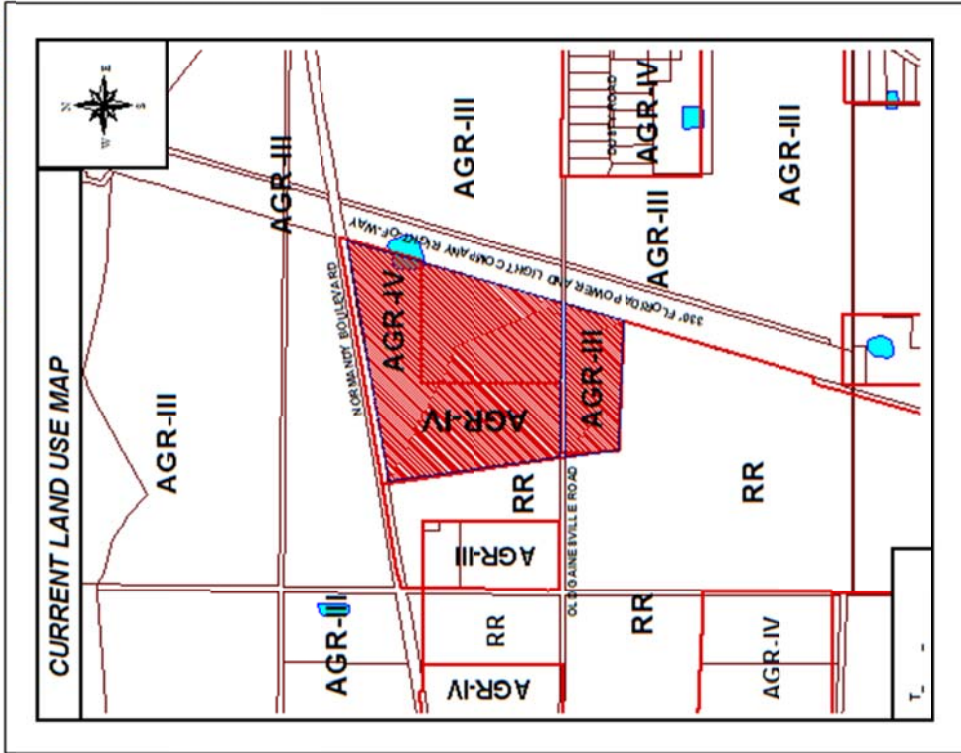 CURRENT LAND USE MAP
N
W
E
S
AGR-III
AGR-III
AGR-III
NORMANDY BOULEVARD
AGR-IV
AGR-III
AGR-IV
RR
AGR-III
AGR-IV
RR
330' FLORIDA POWER AND LIGHT COMPANY RIGHT-OF-WAY
OLD GAINESVILLE ROAD
AGR-III
DUSTY ROAD
RR
AGR-III
AGR-IV
RR
AGR-IV
AGR-III